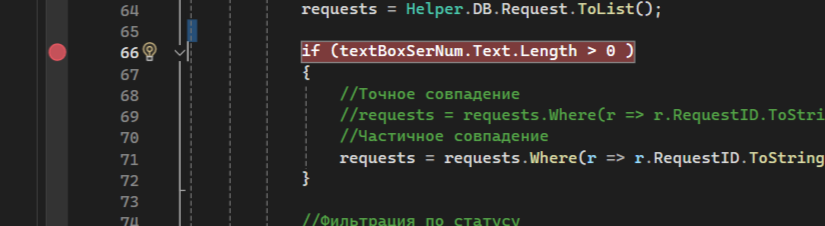 64 requests = Helper.DB.Request.ToList();
65
66 if (textBoxSerNum.Text.Length > 0 )
67 {
68 //Точное совпадение
69 //requests = requests.Where(r => r.RequestID.ToStri
70 //Частичное совпадение
71 requests = requests.Where(r => r.RequestID.ToString
72 }
73
74 //Фильтрация по статусу